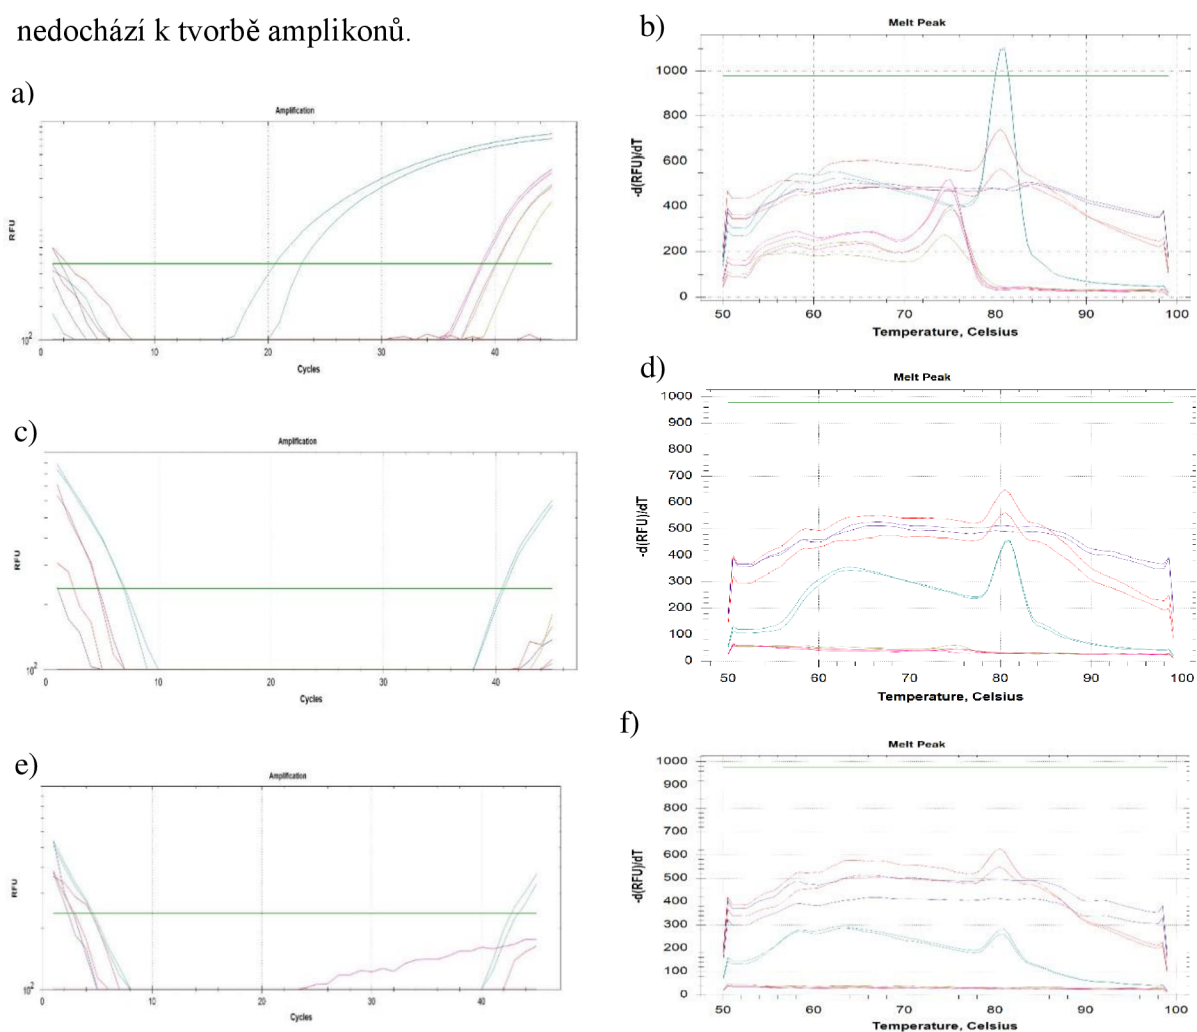 nedochází k tvorbě amplikonů.
a)
Amplification
RFU
10²
0 10 20 30 40
Cycles
b)
Melt Peak
-d(RFU)/dT
1000
800
600
400
200
0
50 60 70 80 90 100
Temperature, Celsius
c)
Amplification
RFU
10²
0 10 20 30 40
Cycles
d)
Melt Peak
-d(RFU)/dT
1000
900
800
700
600
500
400
300
200
100
0
50 60 70 80 90 100
Temperature, Celsius
e)
Amplification
RFU
10²
0 10 20 30 40
Cycles
f)
Melt Peak
-d(RFU)/dT
1000
900
800
700
600
500
400
300
200
100
0
50 60 70 80 90 100
Temperature, Celsius